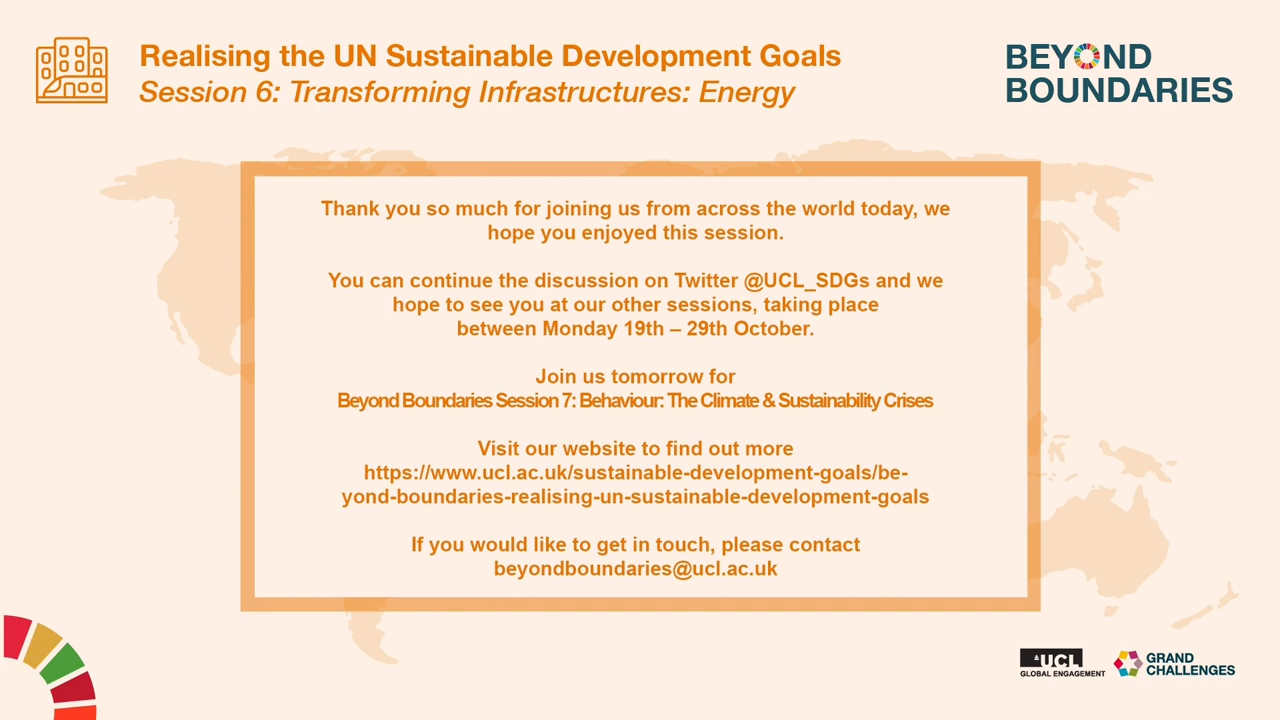 Realising the UN Sustainable Development Goals
Session 6: Transforming Infrastructures: Energy
BEYOND
BOUNDARIES
Thank you so much for joining us from across the world today, we
hope you enjoyed this session.
You can continue the discussion on Twitter @UCL_SDGs and we
hope to see you at our other sessions, taking place
between Monday 19th – 29th October.
Join us tomorrow for
Beyond Boundaries Session 7: Behaviour: The Climate & Sustainability Crises
Visit our website to find out more
https://www.ucl.ac.uk/sustainable-development-goals/be-
yond-boundaries-realising-un-sustainable-development-goals
If you would like to get in touch, please contact
beyondboundaries@ucl.ac.uk
UCL
GLOBAL ENGAGEMENT
GRAND
CHALLENGES